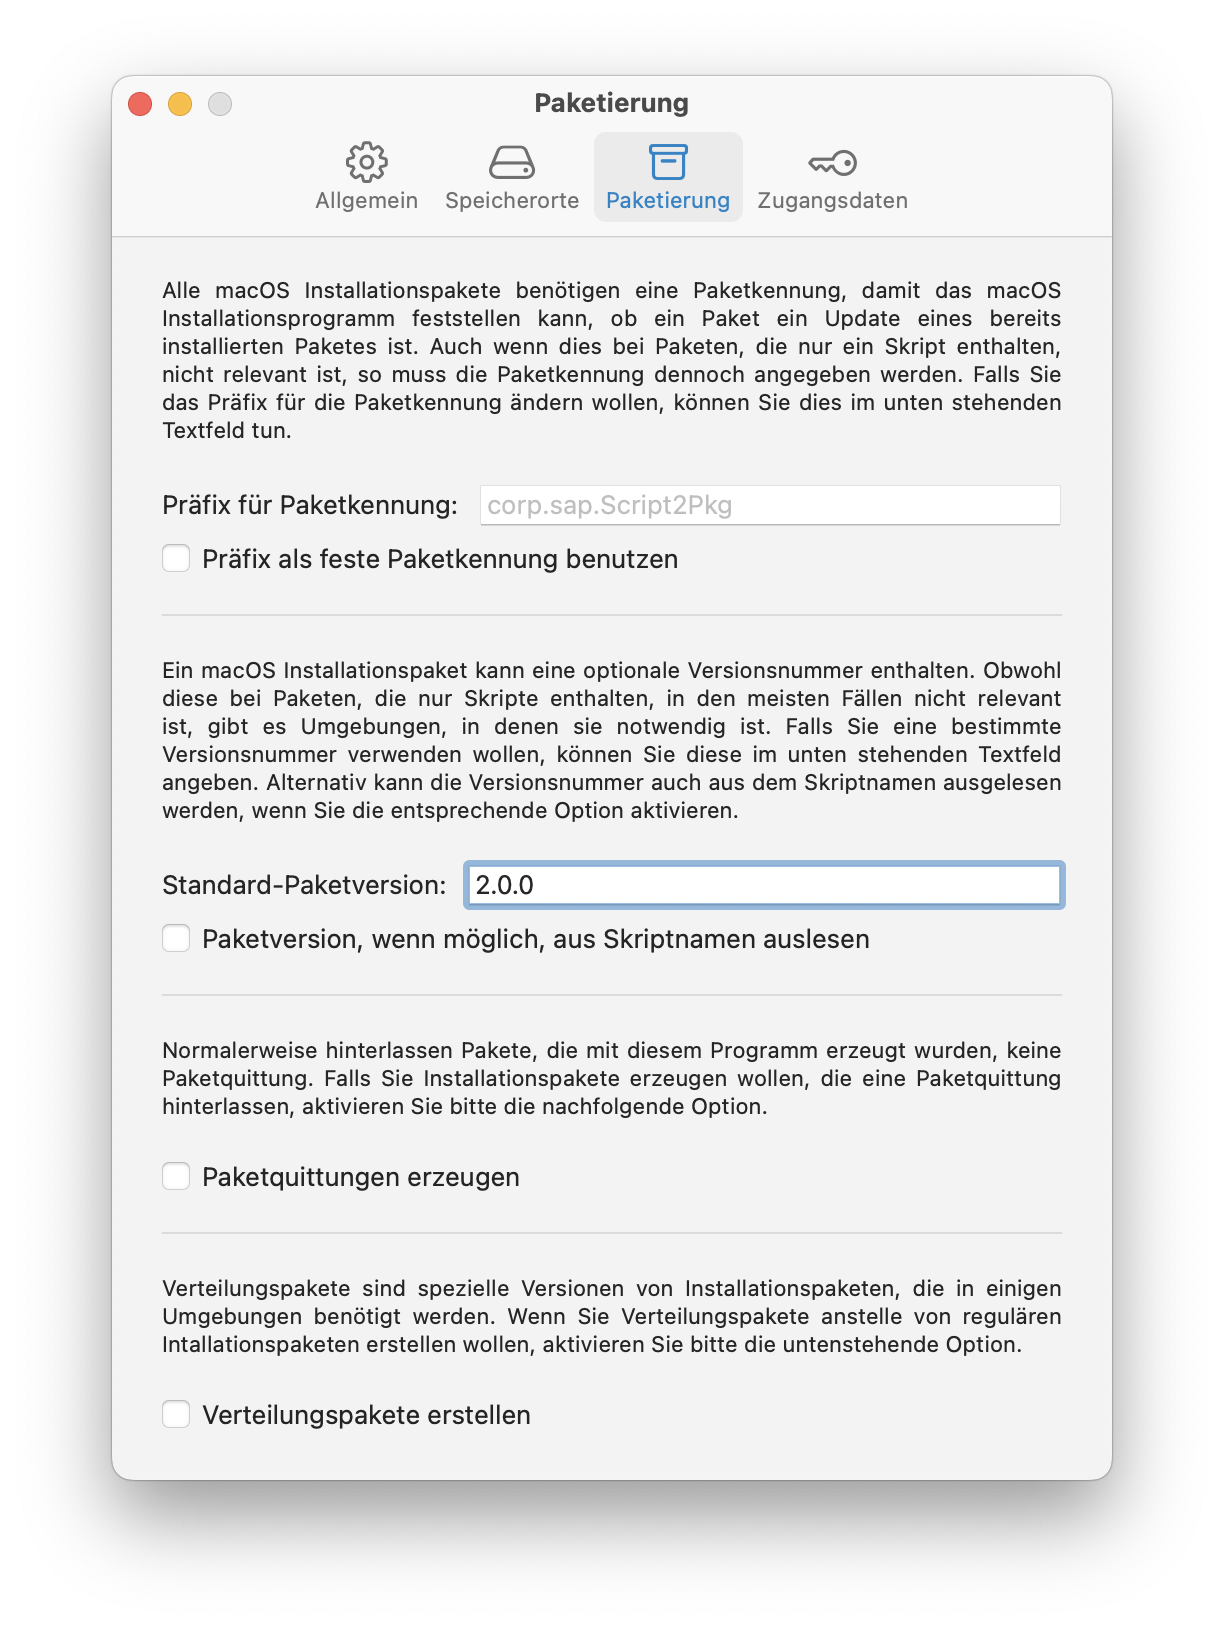 Paketierung
Allgemein
Speicherorte
Paketierung
Zugangsdaten
Alle macOS Installationspakete benötigen eine Paketkennung, damit das macOS
Installationsprogramm feststellen kann, ob ein Paket ein Update eines bereits
installierten Paketes ist. Auch wenn dies bei Paketen, die nur ein Skript enthalten,
nicht relevant ist, so muss die Paketkennung dennoch angegeben werden. Falls Sie
das Präfix für die Paketkennung ändern wollen, können Sie dies im unten stehenden
Textfeld tun.
Präfix für Paketkennung: corp.sap.Script2Pkg
Präfix als feste Paketkennung benutzen
Ein macOS Installationspaket kann eine optionale Versionsnummer enthalten. Obwohl
diese bei Paketen, die nur Skripte enthalten, in den meisten Fällen nicht relevant
ist, gibt es Umgebungen, in denen sie notwendig ist. Falls Sie eine bestimmte
Versionsnummer verwenden wollen, können Sie diese im unten stehenden Textfeld
angeben. Alternativ kann die Versionsnummer auch aus dem Skriptnamen ausgelesen
werden, wenn Sie die entsprechende Option aktivieren.
Standard-Paketversion: 2.0.0
Paketversion, wenn möglich, aus Skriptnamen auslesen
Normalerweise hinterlassen Pakete, die mit diesem Programm erzeugt wurden, keine
Paketquittung. Falls Sie Installationspakete erzeugen wollen, die eine Paketquittung
hinterlassen, aktivieren Sie bitte die nachfolgende Option.
Paketquittungen erzeugen
Verteilungspakete sind spezielle Versionen von Installationspaketen, die in einigen
Umgebungen benötigt werden. Wenn Sie Verteilungspakete anstelle von regulären
Intallationspaketen erstellen wollen, aktivieren Sie bitte die untenstehende Option.
Verteilungspakete erstellen